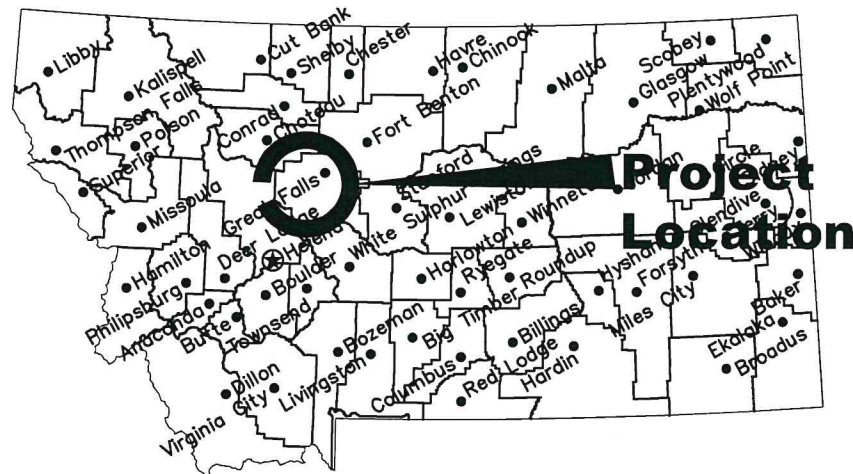 Libby
Kalispell
Cut Bank
Shelby
Chester
Havre
Chinook
Malta
Scobey
Glasgow
Plentywood
Wolf Point
Thompson Falls
Polson
Superior
Conrad
Choteau
Fort Benton
Missoula
Great Falls
Stanford
Lewistown
Winnett
Project
Location
Hamilton
Deer Lodge
Helena
White Sulphur Springs
Philipsburg
Anaconda
Butte
Boulder
Townsend
Harlowton
Ryegate
Roundup
Hysham
Forsyth
Miles City
Baker
Ekalaka
Broadus
Bozeman
Big Timber
Billings
Livingston
Columbus
Red Lodge
Hardin
Dillon
Virginia City